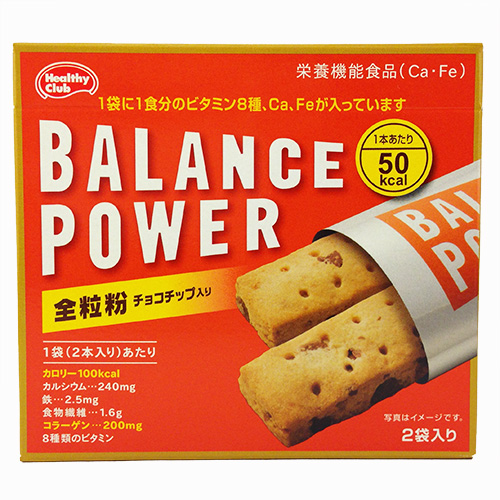 Healthy
Club
栄養機能食品(Ca・Fe)
1袋に1食分のビタミン8種、Ca、Feが入っています
1本あたり
50
kcal
BALANCE
POWER
BAL
PO
全粒粉 チョコチップ入り
1袋(2本入り)あたり
カロリー100kcal
カルシウム…240mg
鉄…2.5mg
食物繊維…1.6g
コラーゲン…200mg
8種類のビタミン
写真はイメージです。
2袋入り